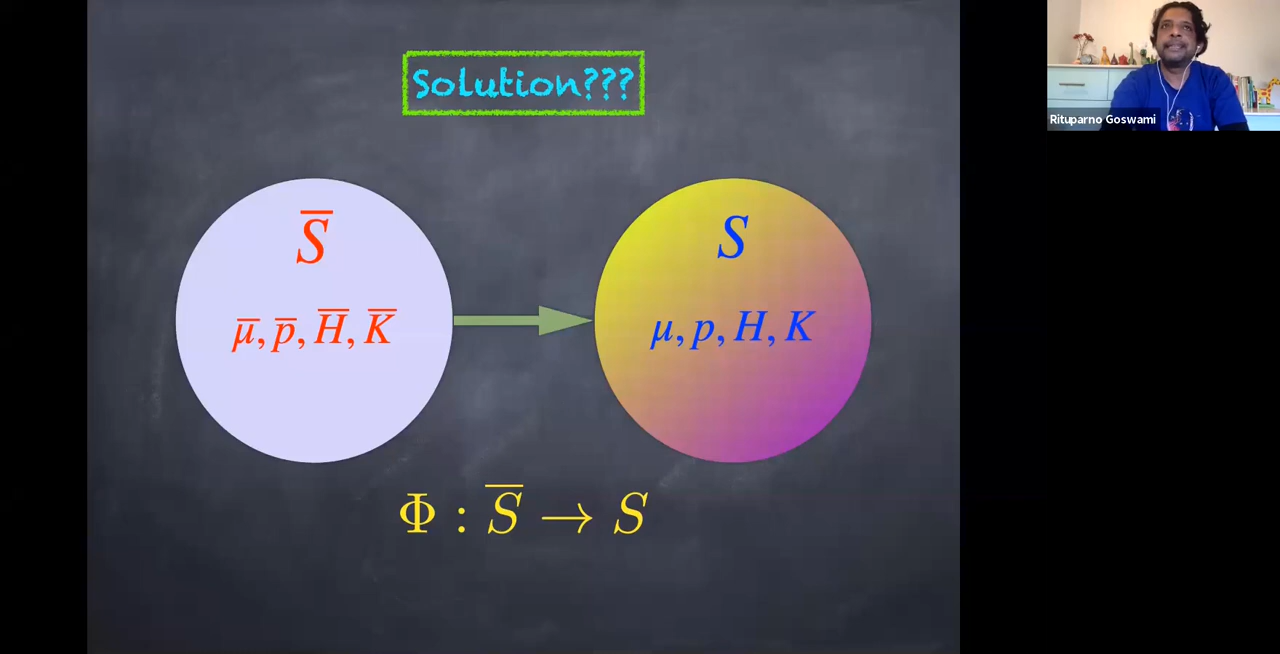 Solution???
Rituparno Goswami
S̅
S
μ̅, p̅, H̅, K̅
μ, p, H, K
Φ : S̅ → S